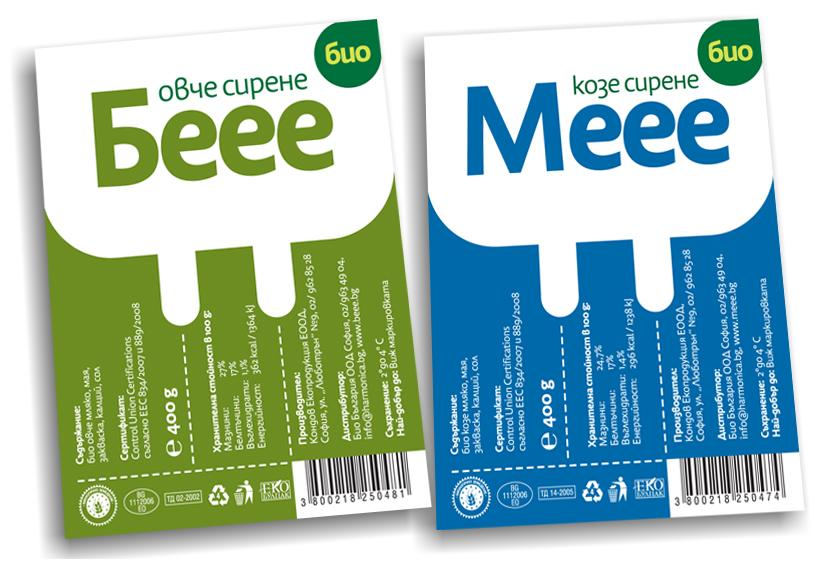 био
овче сирене
Беее
Съдържание:
био овче мляко, мая,
закваска, калций, сол
Сертификат:
Control Union Certifications
съгласно ЕЕС 834/2007 и 889/2008
e 400 g
Хранителна стойност в 100 g:
Мазнини: 27%
Белтъчини: 17%
Въглехидрати: 1,1%
Енергийност: 361 kcal / 1364 kJ
Производител:
Кондов Екопродукция ЕООД,
София, ул. „Люботрън“ №9, 02/ 962 85 28
Дистрибутор:
Био България ООД София, 02/963 49 04,
info@harmonica.bg, www.beee.bg
Съхранение: 2°до 4° C
Най-добър до: Виж маркировката
BG
1112006
EO
ТД 02-2002
ЕКО
БУЛПАК
3 800218 250481
био
козе сирене
Меее
Съдържание:
био козе мляко, мая,
закваска, калций, сол
Сертификат:
Control Union Certifications
съгласно ЕЕС 834/2007 и 889/2008
e 400 g
Хранителна стойност в 100 g:
Мазнини: 24,7%
Белтъчини: 17%
Въглехидрати: 1,4%
Енергийност: 296 kcal / 1238 kJ
Производител:
Кондов Екопродукция ЕООД,
София, ул. „Люботрън“ №9, 02/ 962 85 28
Дистрибутор:
Био България ООД София, 02/963 49 04,
info@harmonica.bg, www.meee.bg
Съхранение: 2°до 4° C
Най-добър до: Виж маркировката
BG
1112006
EO
ТД 14-2005
ЕКО
БУЛПАК
3 800218 250474